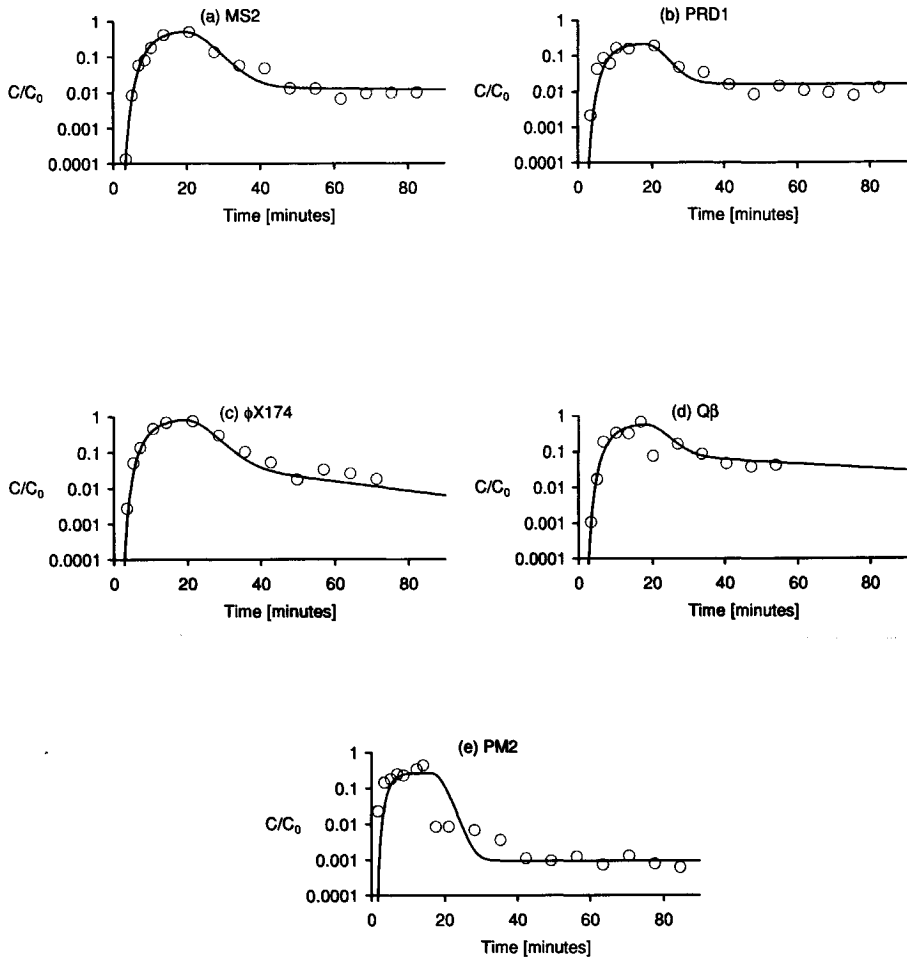 (a) MS2
1
0.1
C/C₀ 0.01
0.001
0.0001
0 20 40 60 80
Time [minutes]
(b) PRD1
1
0.1
C/C₀ 0.01
0.001
0.0001
0 20 40 60 80
Time [minutes]
(c) ϕX174
1
0.1
C/C₀ 0.01
0.001
0.0001
0 20 40 60 80
Time [minutes]
(d) Qβ
1
0.1
C/C₀ 0.01
0.001
0.0001
0 20 40 60 80
Time [minutes]
(e) PM2
1
0.1
C/C₀ 0.01
0.001
0.0001
0 20 40 60 80
Time [minutes]